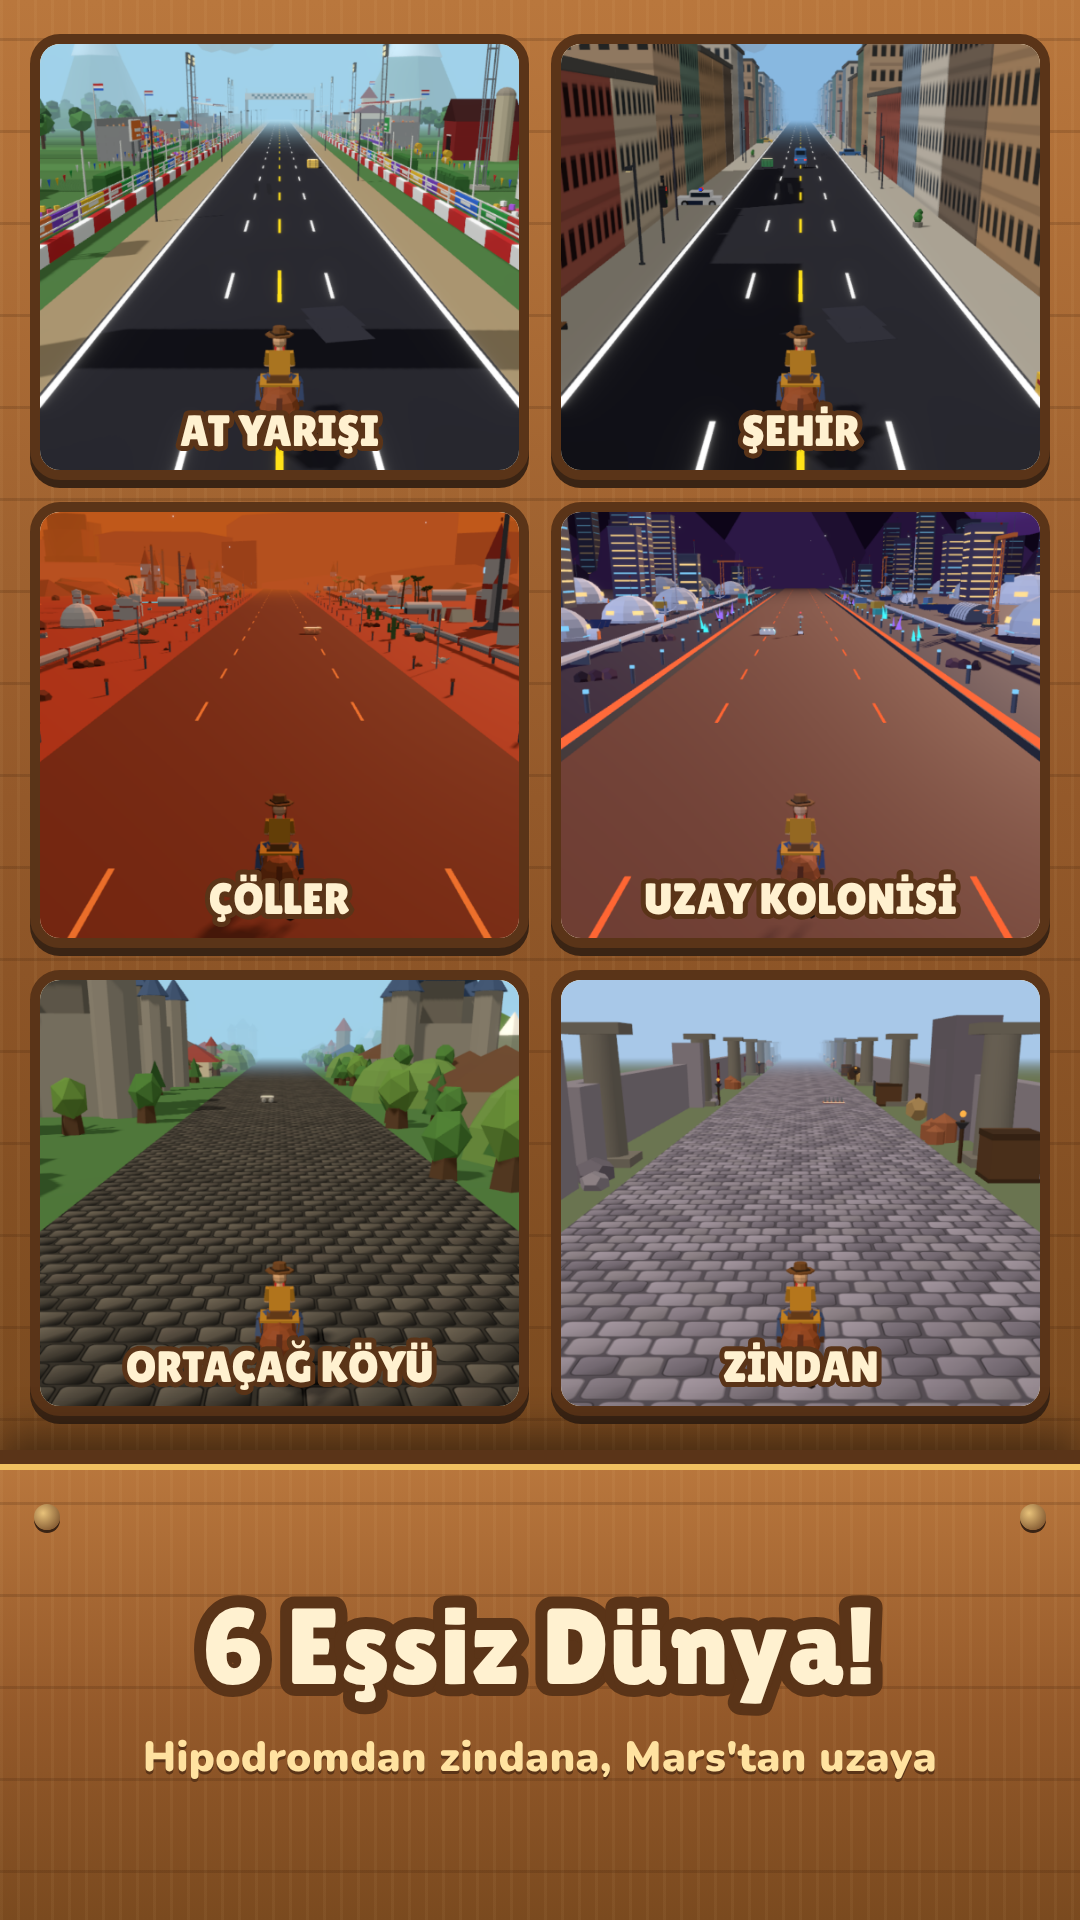 AT YARIŞI
ŞEHİR
ÇÖLLER
UZAY KOLONİSİ
ORTAÇAĞ KÖYÜ
ZİNDAN
6 Eşsiz Dünya!
Hipodromdan zindana, Mars'tan uzaya